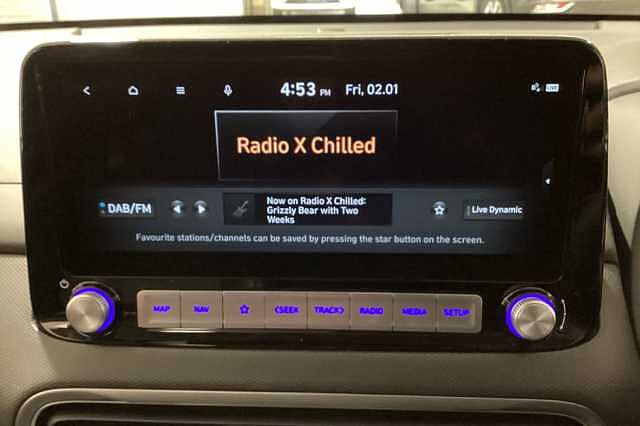 4:53 PM Fri, 02.01
LIVE
Radio X Chilled
DAB/FM
Now on Radio X Chilled:
Grizzly Bear with Two
Weeks
Live Dynamic
Favourite stations/channels can be saved by pressing the star button on the screen.
MAP NAV SEEK TRACK RADIO MEDIA SETUP